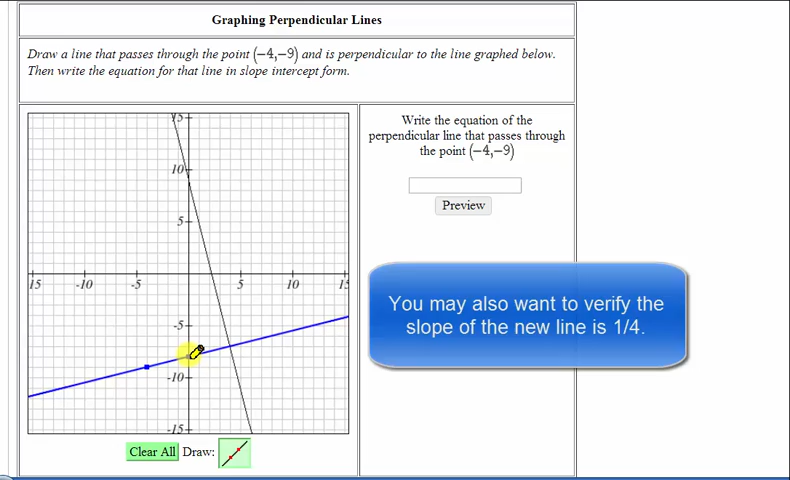 Graphing Perpendicular Lines
Draw a line that passes through the point (−4,−9) and is perpendicular to the line graphed below.
Then write the equation for that line in slope intercept form.
Write the equation of the
perpendicular line that passes through
the point (−4,−9)
Preview
15
10
5
15 -10 -5 5 10 15
-5
-10
-15
You may also want to verify the
slope of the new line is 1/4.
Clear All Draw: